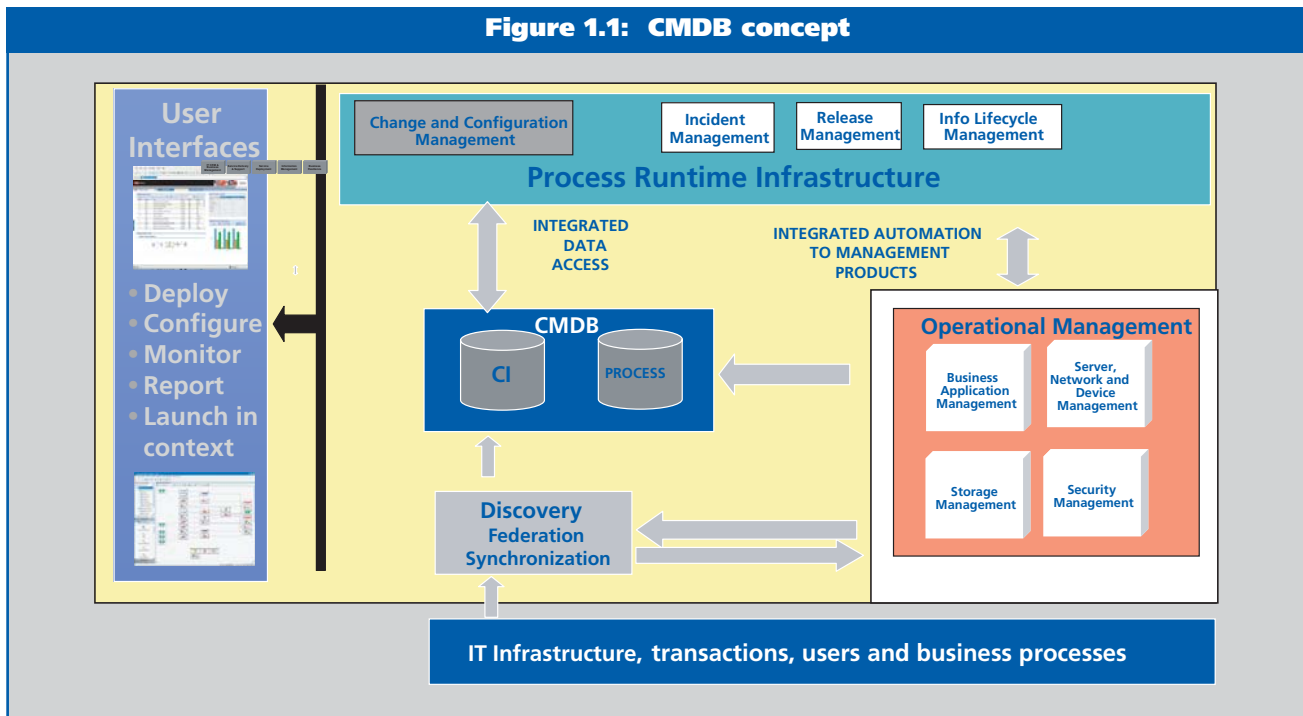 Figure 1.1: CMDB concept
User
Interfaces
• Deploy
• Configure
• Monitor
• Report
• Launch in
context
Change and Configuration
Management
Incident
Management
Release
Management
Info Lifecycle
Management
Process Runtime Infrastructure
INTEGRATED
DATA
ACCESS
INTEGRATED AUTOMATION
TO MANAGEMENT
PRODUCTS
CMDB
CI
PROCESS
Operational Management
Business
Application
Management
Server,
Network and
Device
Management
Storage
Management
Security
Management
Discovery
Federation
Synchronization
IT Infrastructure, transactions, users and business processes